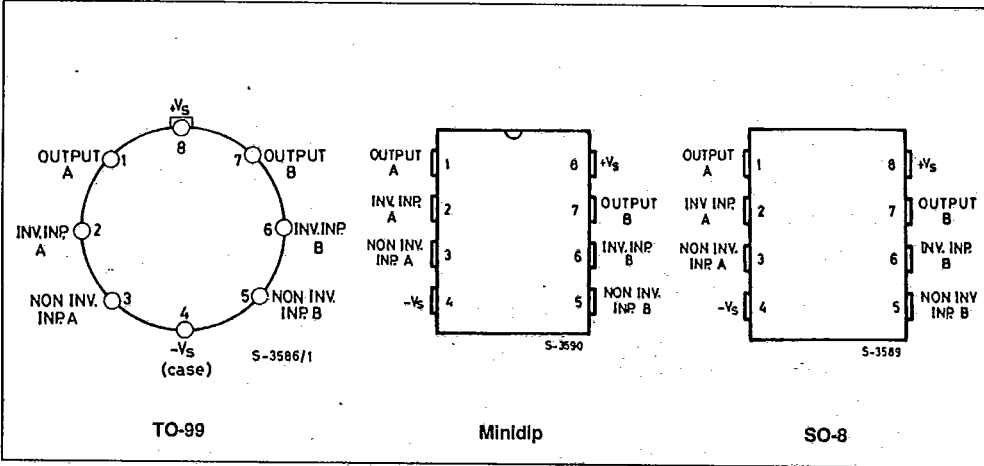 +VS
8
OUTPUT
A
1
7
OUTPUT
B
INV.INP.
A
2
6
INV.INP.
B
NON INV.
INP.A
3
5
NON INV.
INP. B
4
-VS
(case)
S-3586/1
TO-99
OUTPUT
A
1
8
+VS
INV. INP.
A
2
7
OUTPUT
B
NON INV.
INP. A
3
6
INV.INP.
B
-VS
4
5
NON INV.
INP. B
S-3590
Minidip
OUTPUT
A
1
8
+VS
INV INP.
A
2
7
OUTPUT
B
NON INV.
INP. A
3
6
INV. INP.
B
-VS
4
5
NON INV
INP. B
S-3589
SO-8